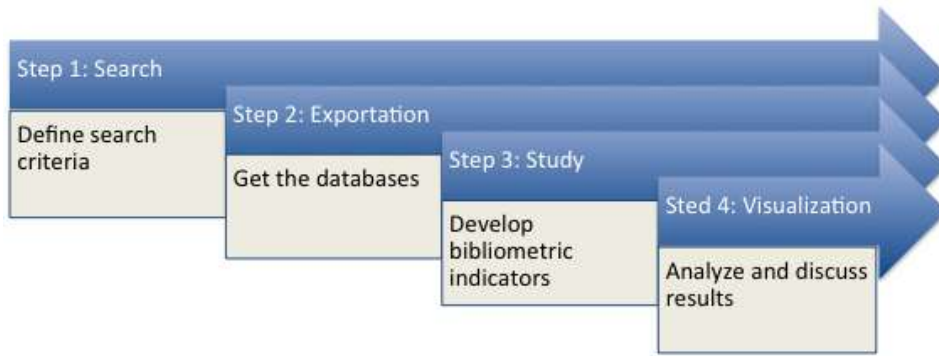 Step 1: Search
Define search
criteria
Step 2: Exportation
Get the databases
Step 3: Study
Develop
bibliometric
indicators
Sted 4: Visualization
Analyze and discuss
results